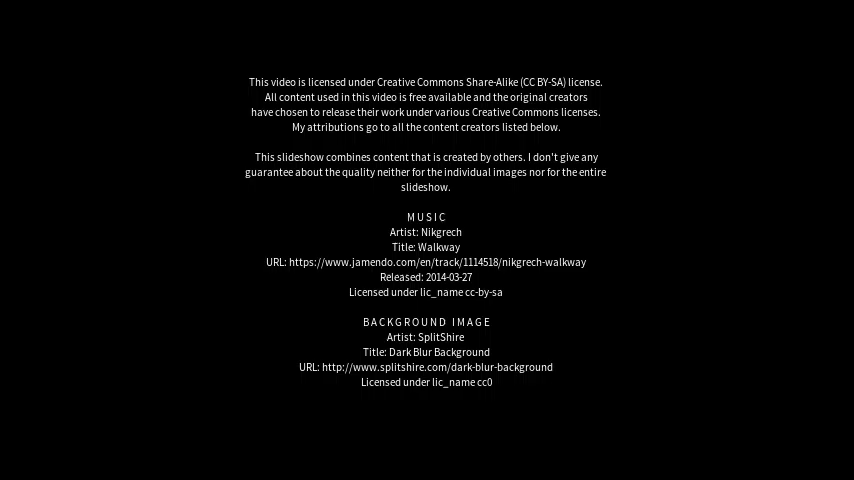 This video is licensed under Creative Commons Share-Alike (CC BY-SA) license.
All content used in this video is free available and the original creators
have chosen to release their work under various Creative Commons licenses.
My attributions go to all the content creators listed below.
This slideshow combines content that is created by others. I don't give any
guarantee about the quality neither for the individual images nor for the entire
slideshow.
MUSIC
Artist: Nikgrech
Title: Walkway
URL: https://www.jamendo.com/en/track/1114518/nikgrech-walkway
Released: 2014-03-27
Licensed under lic_name cc-by-sa
BACKGROUND IMAGE
Artist: SplitShire
Title: Dark Blur Background
URL: http://www.splitshire.com/dark-blur-background
Licensed under lic_name cc0